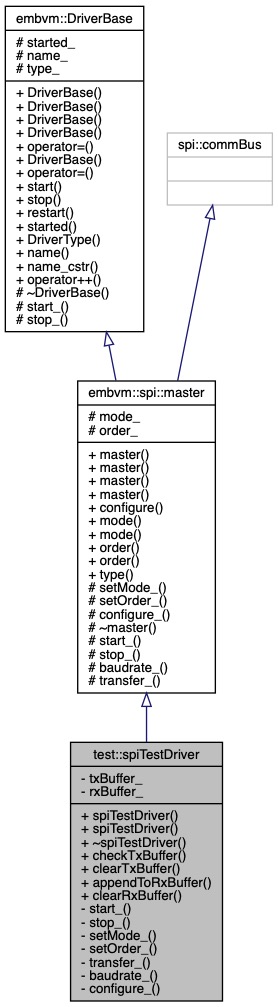 embvm::DriverBase
# started_
# name_
# type_
+ DriverBase()
+ DriverBase()
+ DriverBase()
+ DriverBase()
+ operator=()
+ DriverBase()
+ operator=()
+ start()
+ stop()
+ restart()
+ started()
+ DriverType()
+ name()
+ name_cstr()
+ operator++()
# ~DriverBase()
# start_()
# stop_()
spi::commBus
embvm::spi::master
# mode_
# order_
+ master()
+ master()
+ master()
+ master()
+ configure()
+ mode()
+ mode()
+ order()
+ order()
+ type()
# setMode_()
# setOrder_()
# configure_()
# ~master()
# start_()
# stop_()
# baudrate_()
# transfer_()
test::spiTestDriver
- txBuffer_
- rxBuffer_
+ spiTestDriver()
+ spiTestDriver()
+ ~spiTestDriver()
+ checkTxBuffer()
+ clearTxBuffer()
+ appendToRxBuffer()
+ clearRxBuffer()
- start_()
- stop_()
- setMode_()
- setOrder_()
- transfer_()
- baudrate_()
- configure_()